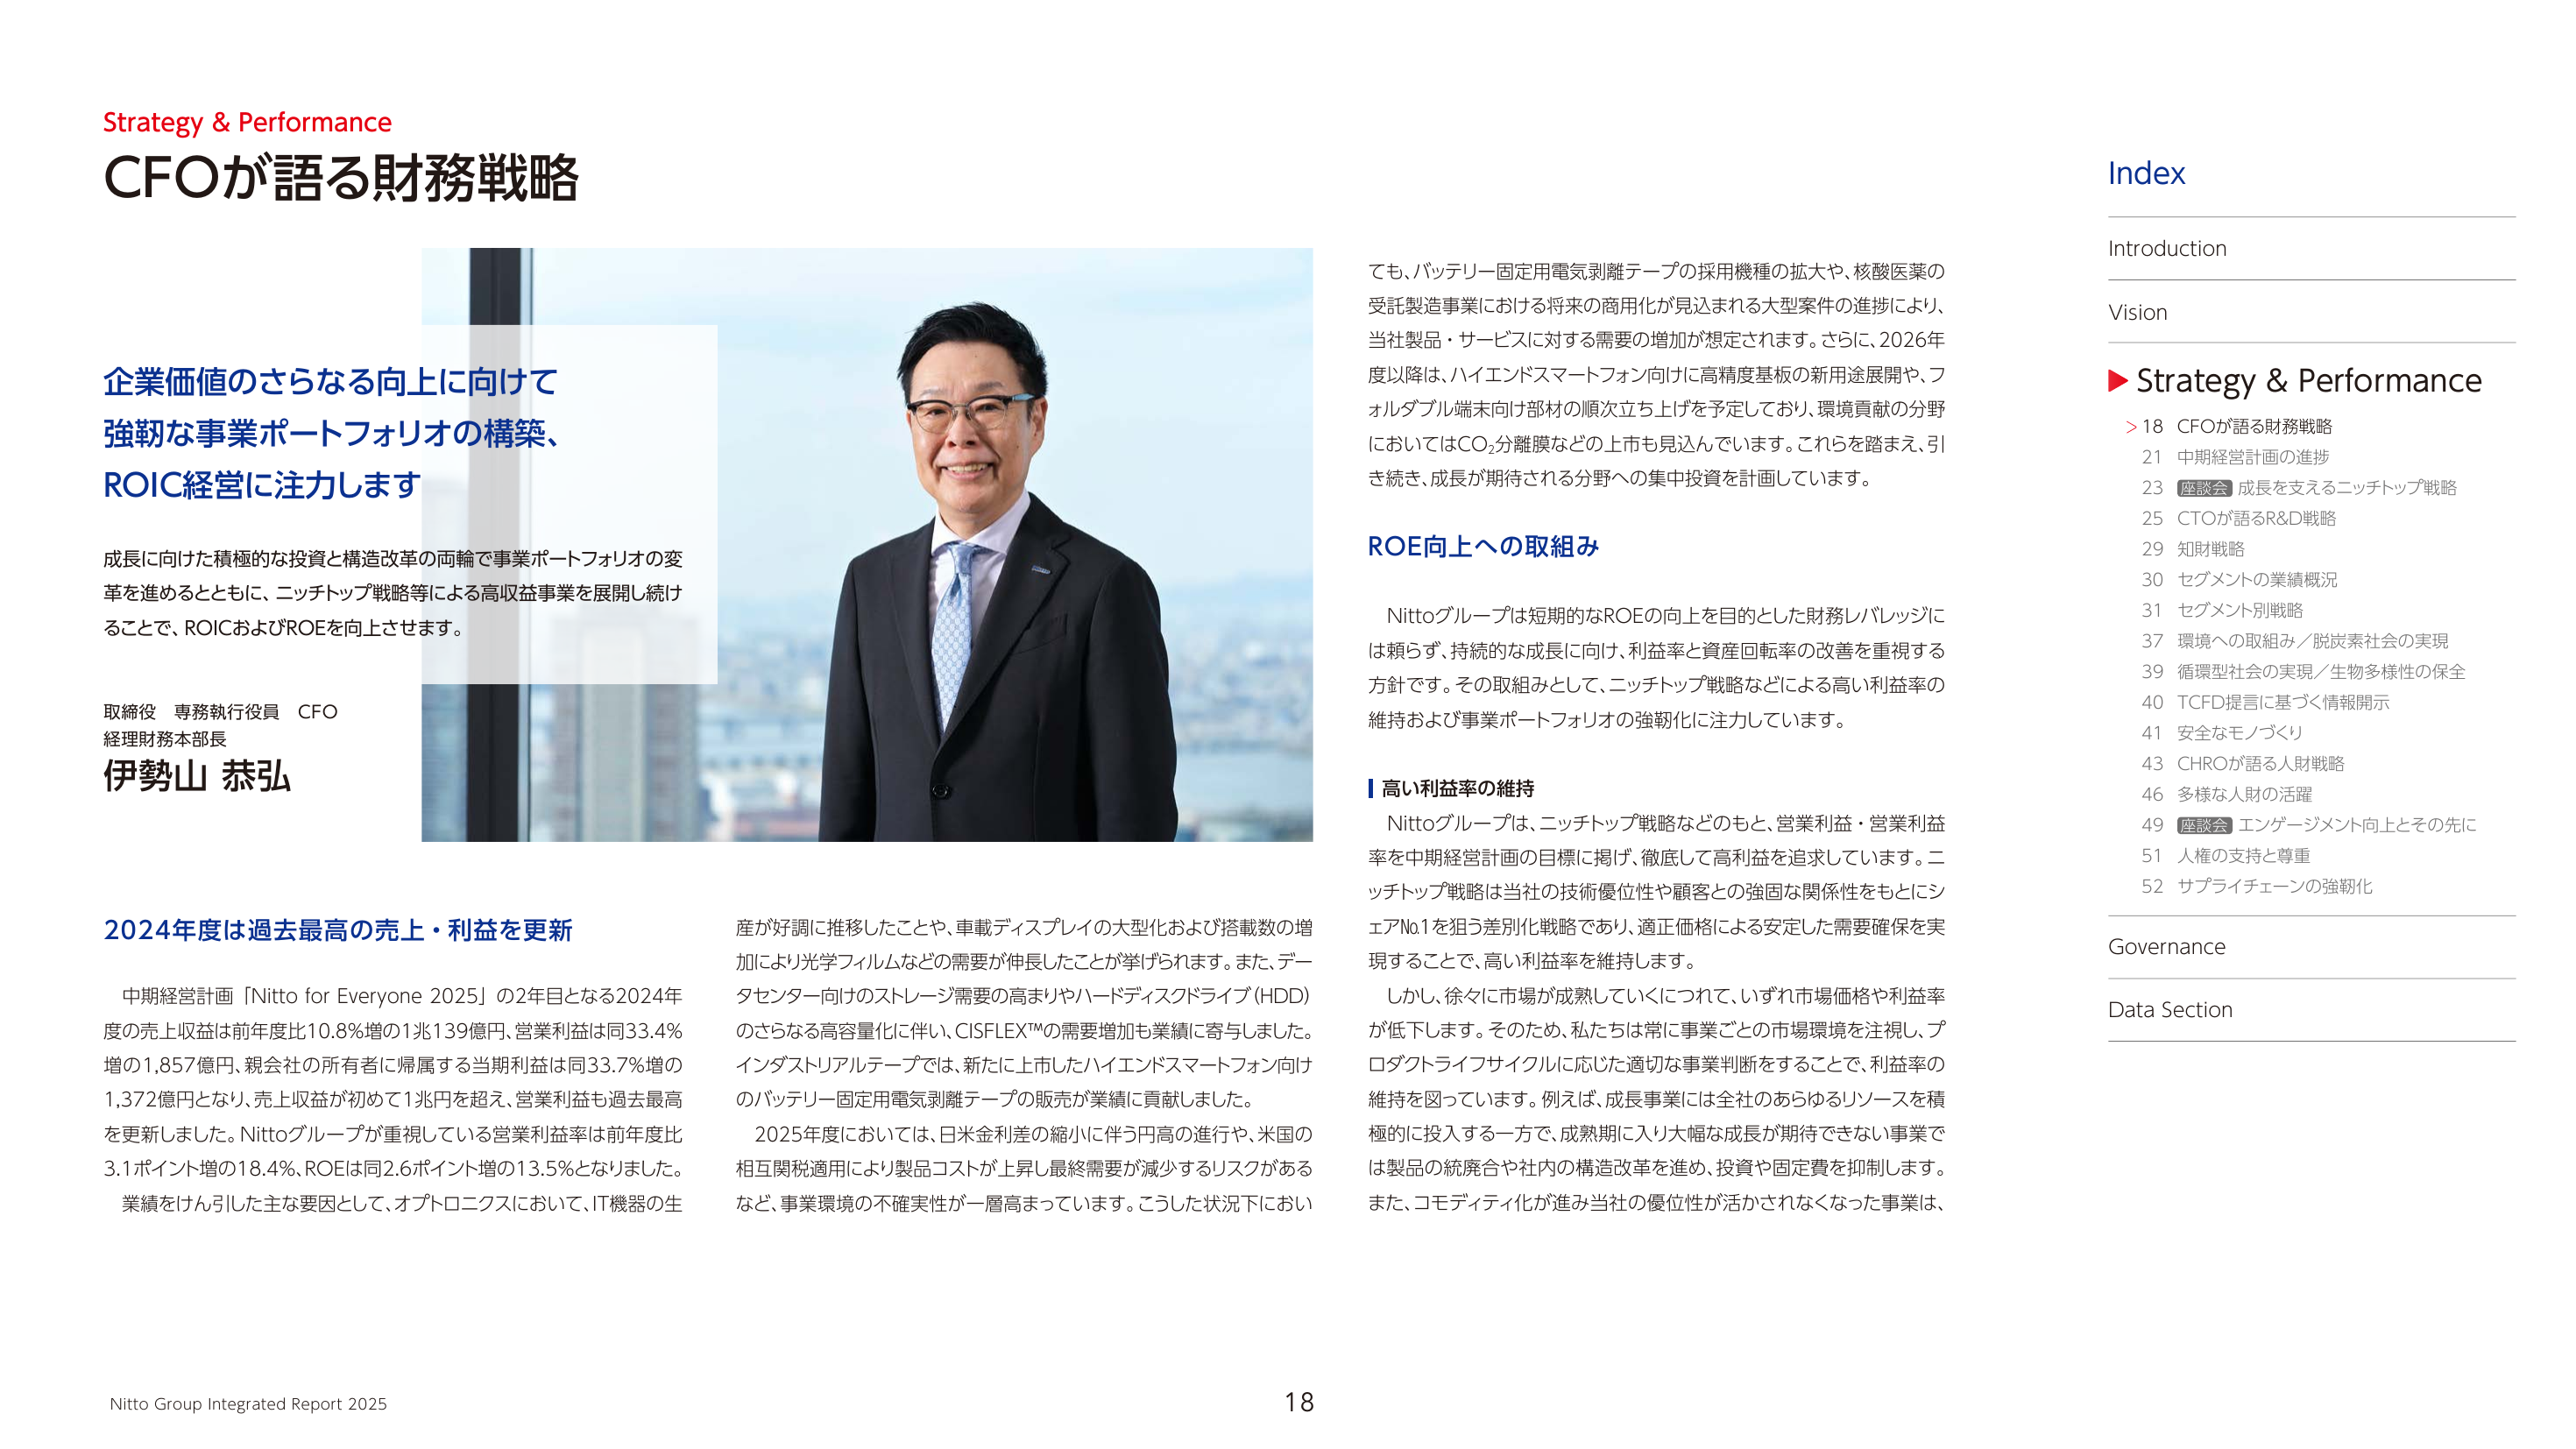 Strategy & Performance
CFOが語る財務戦略
企業価値のさらなる向上に向けて
強靭な事業ポートフォリオの構築、
ROIC経営に注力します
成長に向けた積極的な投資と構造改革の両輪で事業ポートフォリオの変
革を進めるとともに、ニッチトップ戦略等による高収益事業を展開し続け
ることで、ROICおよびROEを向上させます。
取締役　専務執行役員　CFO
経理財務本部長
伊勢山 恭弘
2024年度は過去最高の売上・利益を更新
　中期経営計画「Nitto for Everyone 2025」の2年目となる2024年
度の売上収益は前年度比10.8%増の1兆139億円、営業利益は同33.4%
増の1,857億円、親会社の所有者に帰属する当期利益は同33.7%増の
1,372億円となり、売上収益が初めて1兆円を超え、営業利益も過去最高
を更新しました。Nittoグループが重視している営業利益率は前年度比
3.1ポイント増の18.4%、ROEは同2.6ポイント増の13.5%となりました。
　業績をけん引した主な要因として、オプトロニクスにおいて、IT機器の生
産が好調に推移したことや、車載ディスプレイの大型化および搭載数の増
加により光学フィルムなどの需要が伸長したことが挙げられます。また、デー
タセンター向けのストレージ需要の高まりやハードディスクドライブ（HDD）
のさらなる高容量化に伴い、CISFLEX™の需要増加も業績に寄与しました。
インダストリアルテープでは、新たに上市したハイエンドスマートフォン向け
のバッテリー固定用電気剥離テープの販売が業績に貢献しました。
　2025年度においては、日米金利差の縮小に伴う円高の進行や、米国の
相互関税適用により製品コストが上昇し最終需要が減少するリスクがある
など、事業環境の不確実性が一層高まっています。こうした状況下におい
ても、バッテリー固定用電気剥離テープの採用機種の拡大や、核酸医薬の
受託製造事業における将来の商用化が見込まれる大型案件の進捗により、
当社製品・サービスに対する需要の増加が想定されます。さらに、2026年
度以降は、ハイエンドスマートフォン向けに高精度基板の新用途展開や、フ
ォルダブル端末向け部材の順次立ち上げを予定しており、環境貢献の分野
においてはCO₂分離膜などの上市も見込んでいます。これらを踏まえ、引
き続き、成長が期待される分野への集中投資を計画しています。
ROE向上への取組み
　Nittoグループは短期的なROEの向上を目的とした財務レバレッジに
は頼らず、持続的な成長に向け、利益率と資産回転率の改善を重視する
方針です。その取組みとして、ニッチトップ戦略などによる高い利益率の
維持および事業ポートフォリオの強靭化に注力しています。
高い利益率の維持
　Nittoグループは、ニッチトップ戦略などのもと、営業利益・営業利益
率を中期経営計画の目標に掲げ、徹底して高利益を追求しています。ニ
ッチトップ戦略は当社の技術優位性や顧客との強固な関係性をもとにシ
ェア№1を狙う差別化戦略であり、適正価格による安定した需要確保を実
現することで、高い利益率を維持します。
　しかし、徐々に市場が成熟していくにつれて、いずれ市場価格や利益率
が低下します。そのため、私たちは常に事業ごとの市場環境を注視し、プ
ロダクトライフサイクルに応じた適切な事業判断をすることで、利益率の
維持を図っています。例えば、成長事業には全社のあらゆるリソースを積
極的に投入する一方で、成熟期に入り大幅な成長が期待できない事業で
は製品の統廃合や社内の構造改革を進め、投資や固定費を抑制します。
また、コモディティ化が進み当社の優位性が活かされなくなった事業は、
Index
Introduction
Vision
Strategy & Performance
> 18 CFOが語る財務戦略
21 中期経営計画の進捗
23 座談会 成長を支えるニッチトップ戦略
25 CTOが語るR&D戦略
29 知財戦略
30 セグメントの業績概況
31 セグメント別戦略
37 環境への取組み／脱炭素社会の実現
39 循環型社会の実現／生物多様性の保全
40 TCFD提言に基づく情報開示
41 安全なモノづくり
43 CHROが語る人財戦略
46 多様な人財の活躍
49 座談会 エンゲージメント向上とその先に
51 人権の支持と尊重
52 サプライチェーンの強靭化
Governance
Data Section
Nitto Group Integrated Report 2025
18